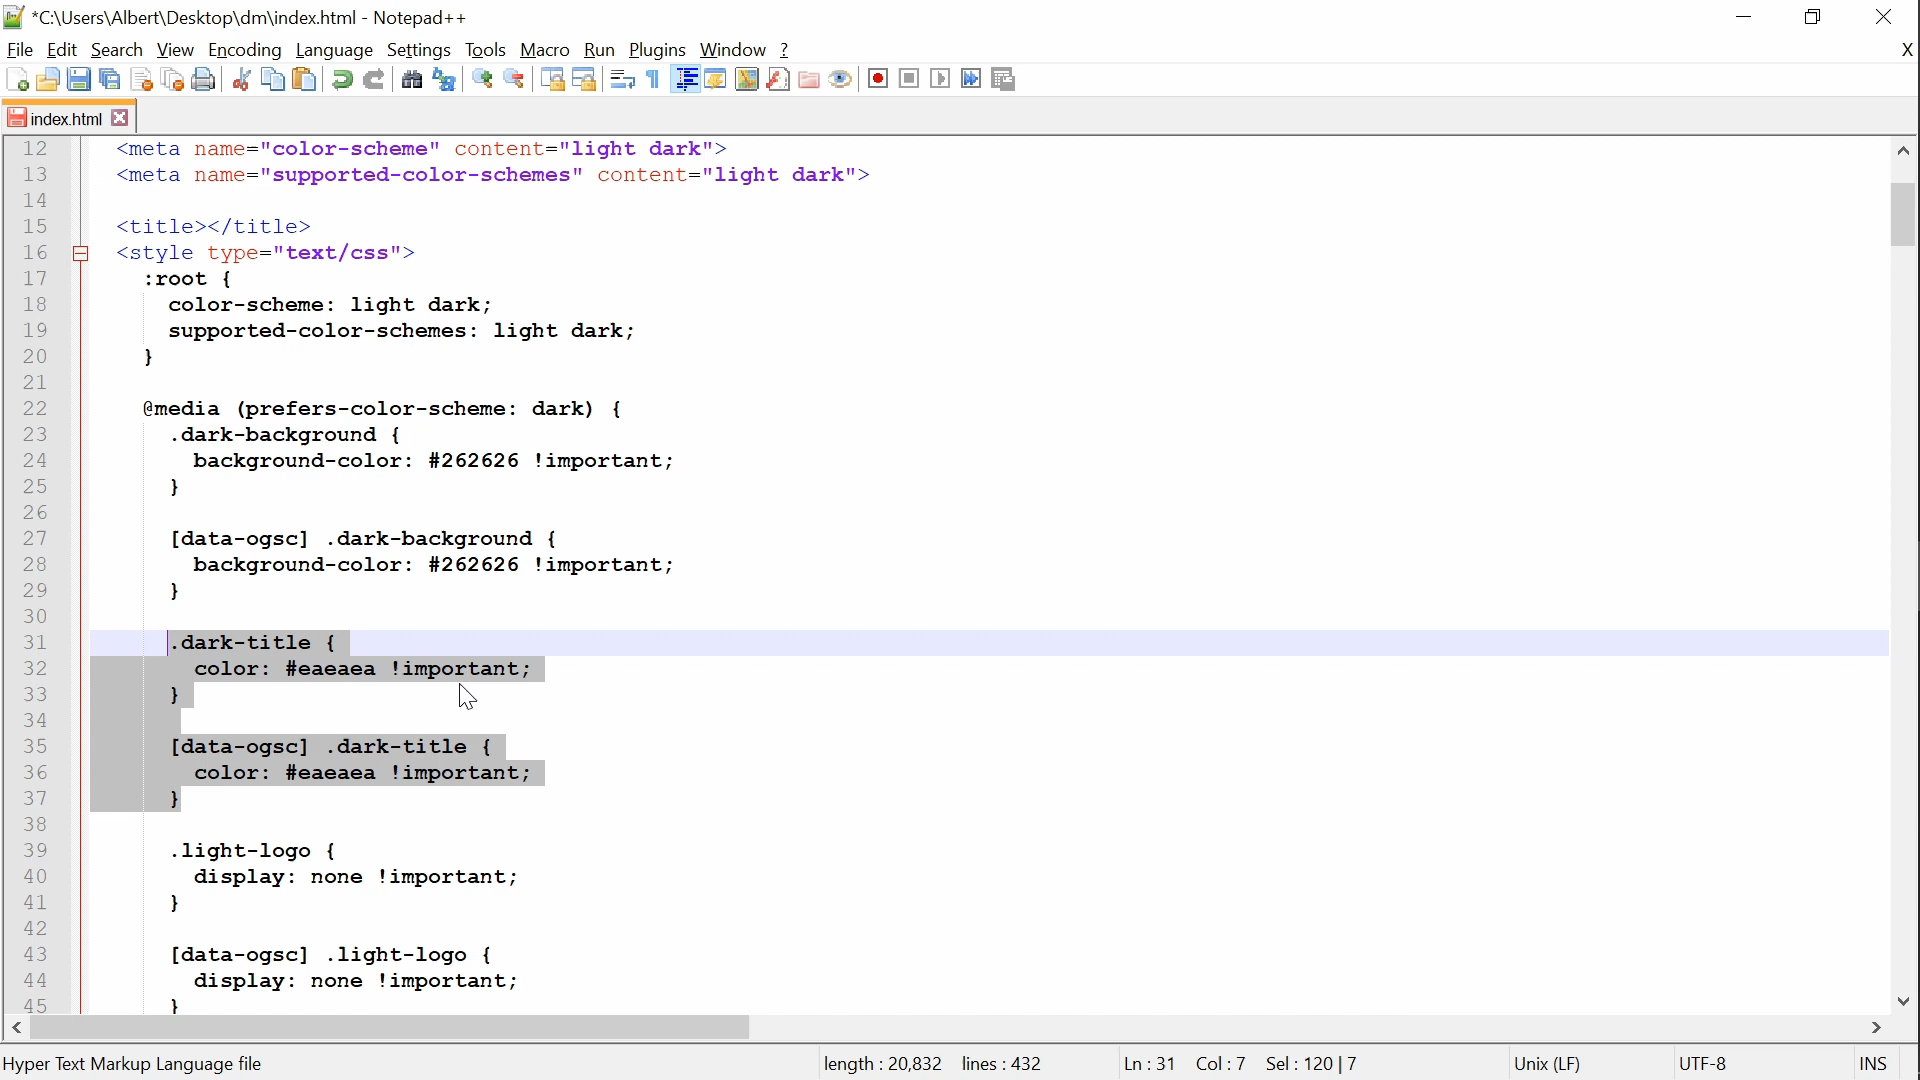 *C:\Users\Albert\Desktop\dm\index.html - Notepad++
File Edit Search View Encoding Language Settings Tools Macro Run Plugins Window ? X
index.html
12 <meta name="color-scheme" content="light dark">
13 <meta name="supported-color-schemes" content="light dark">
14
15 <title></title>
16 <style type="text/css">
17 :root {
18 color-scheme: light dark;
19 supported-color-schemes: light dark;
20 }
21
22 @media (prefers-color-scheme: dark) {
23 .dark-background {
24 background-color: #262626 !important;
25 }
26
27 [data-ogsc] .dark-background {
28 background-color: #262626 !important;
29 }
30
31 .dark-title {
32 color: #eaeaea !important;
33 }
34
35 [data-ogsc] .dark-title {
36 color: #eaeaea !important;
37 }
38
39 .light-logo {
40 display: none !important;
41 }
42
43 [data-ogsc] .light-logo {
44 display: none !important;
45 }
Hyper Text Markup Language file length : 20,832 lines : 432 Ln : 31 Col : 7 Sel : 120 | 7 Unix (LF) UTF-8 INS